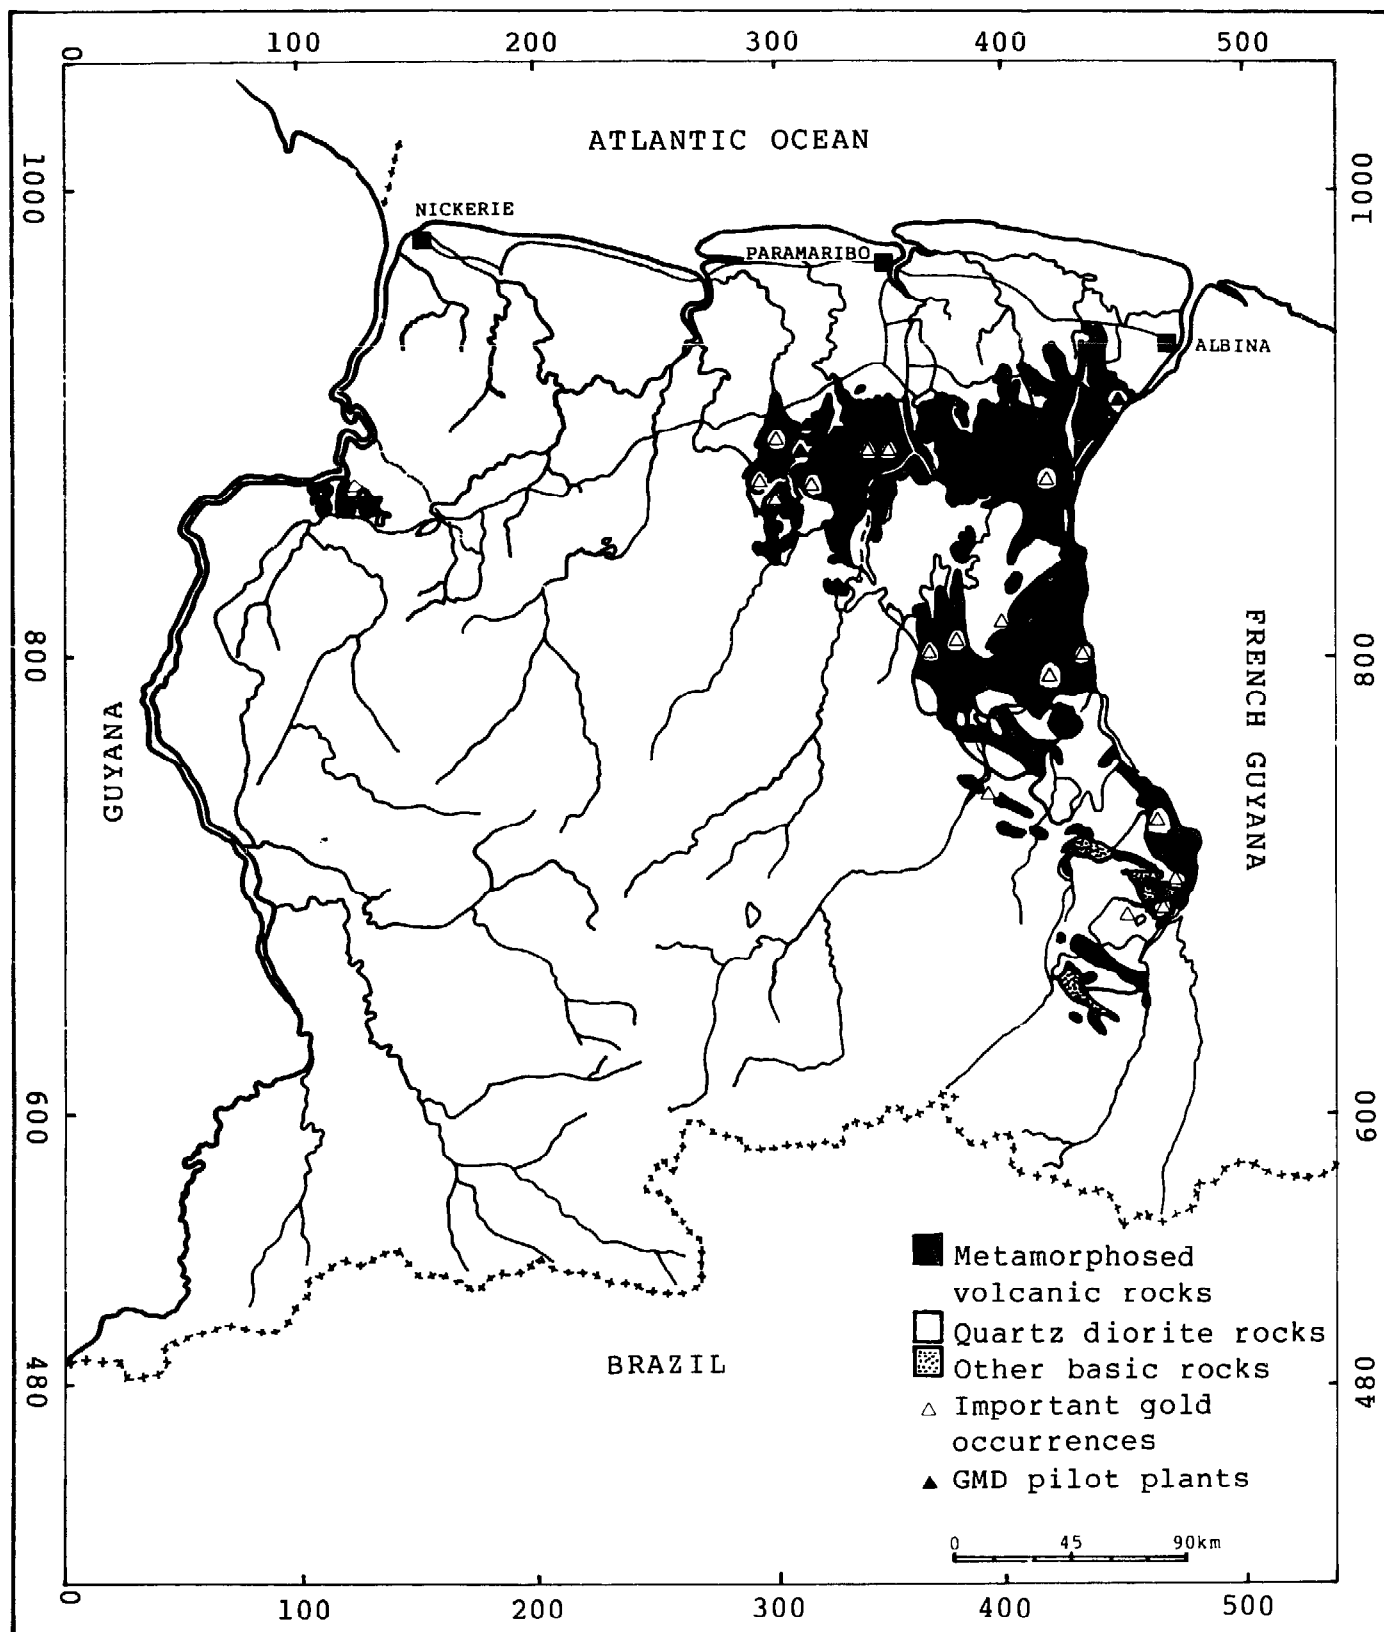 0 100 200 300 400 500
ATLANTIC OCEAN
1000 1000
NICKERIE
PARAMARIBO
ALBINA
800 800
GUYANA
FRENCH GUYANA
600 600
Metamorphosed
volcanic rocks
Quartz diorite rocks
BRAZIL
Other basic rocks
480 480
Important gold
occurrences
GMD pilot plants
0 45 90km
0 100 200 300 400 500